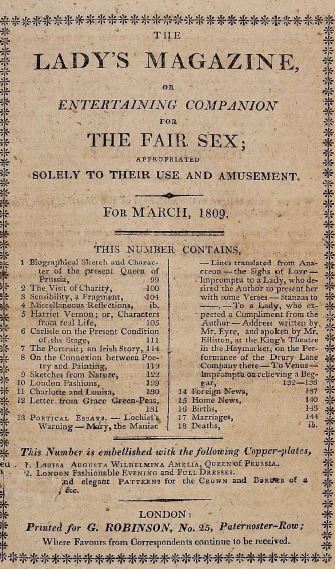 THE
LADY'S MAGAZINE,
OR
ENTERTAINING COMPANION
FOR
THE FAIR SEX;
APPROPRIATED
SOLELY TO THEIR USE AND AMUSEMENT.
FOR MARCH, 1809.
THIS NUMBER CONTAINS,
1 Biographical Sketch and Charac-
ter of the present Queen of
Prussia, 99
2 The Visit of Charity, 100
3 Sensibility, a Fragment, 104
4 Miscellaneous Reflections, ib.
5 Harriet Vernon; or, Characters
from real Life, 105
6 Carlisle on the Present Condition
of the Stage, 111
7 The Portrait; an Irish Story, 114
8 On the Connexion between Poe-
try and Painting, 119
9 Sketches from Nature, 122
10 London Fashions, 129
11 Charlotte and Louisa, 130
12 Letter from Grace Green-Peas,
131
13 POETICAL ESSAYS. — Lochiel's
Warning — Mary, the Maniac
— Lines translated from Ana-
creon — the Sighs of Love —
Impromptu to a Lady, who de-
sired the Author to present her
with some Verses — Stanzas to
— To a Lady, who ex-
pected a Compliment from the
Author — Address written by
Mr. Eyre, and spoken by Mr.
Elliston, at the King's Theatre
in the Haymarket, on the Per-
formance of the Drury Lane
Company there — To Venus —
Impromptu on relieving a Beg-
gar, 132—136
14 Foreign News, 137
15 Home News, 140
16 Births, 143
17 Marriages, 144
18 Deaths, ib.
This Number is embellished with the following Copper-plates,
1. LOUISA AUGUSTA WILHELMINA AMELIA, QUEEN OF PRUSSIA.
2. LONDON Fashionable EVENING and FULL DRESSES.
and elegant PATTERNS for the CROWN and BORDER of a
&c.
LONDON:
Printed for G. ROBINSON, No. 25, Paternoster-Row;
Where Favours from Correspondents continue to be received.